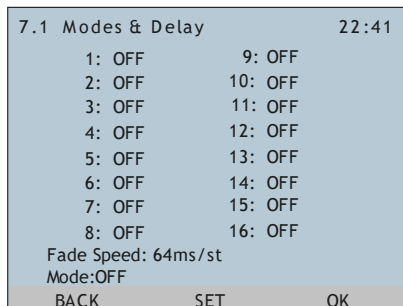 7.1 Modes & Delay 22:41
1: OFF 9: OFF
2: OFF 10: OFF
3: OFF 11: OFF
4: OFF 12: OFF
5: OFF 13: OFF
6: OFF 14: OFF
7: OFF 15: OFF
8: OFF 16: OFF
Fade Speed: 64ms/st
Mode:OFF
BACK SET OK